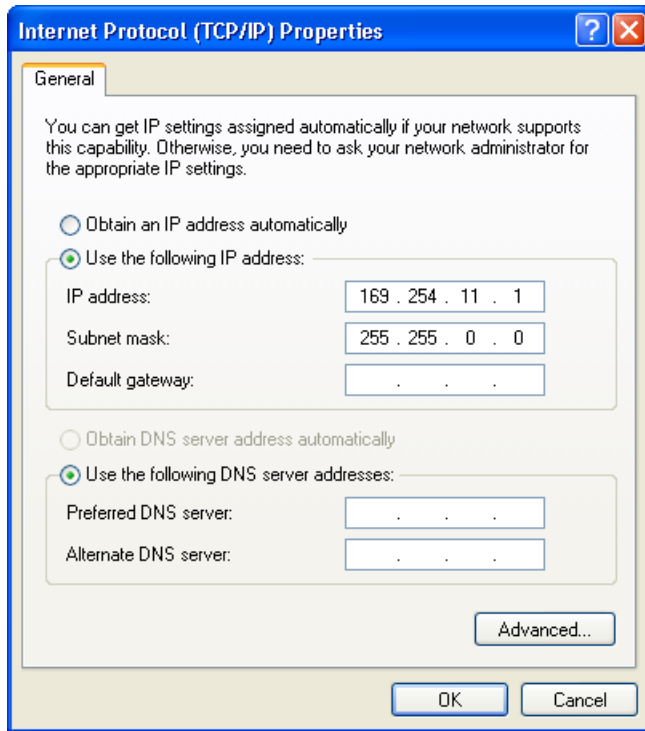 Internet Protocol (TCP/IP) Properties
General
You can get IP settings assigned automatically if your network supports
this capability. Otherwise, you need to ask your network administrator for
the appropriate IP settings.
Obtain an IP address automatically
Use the following IP address:
IP address: 169 . 254 . 11 . 1
Subnet mask: 255 . 255 . 0 . 0
Default gateway: . . .
Obtain DNS server address automatically
Use the following DNS server addresses:
Preferred DNS server: . . .
Alternate DNS server: . . .
Advanced...
OK Cancel